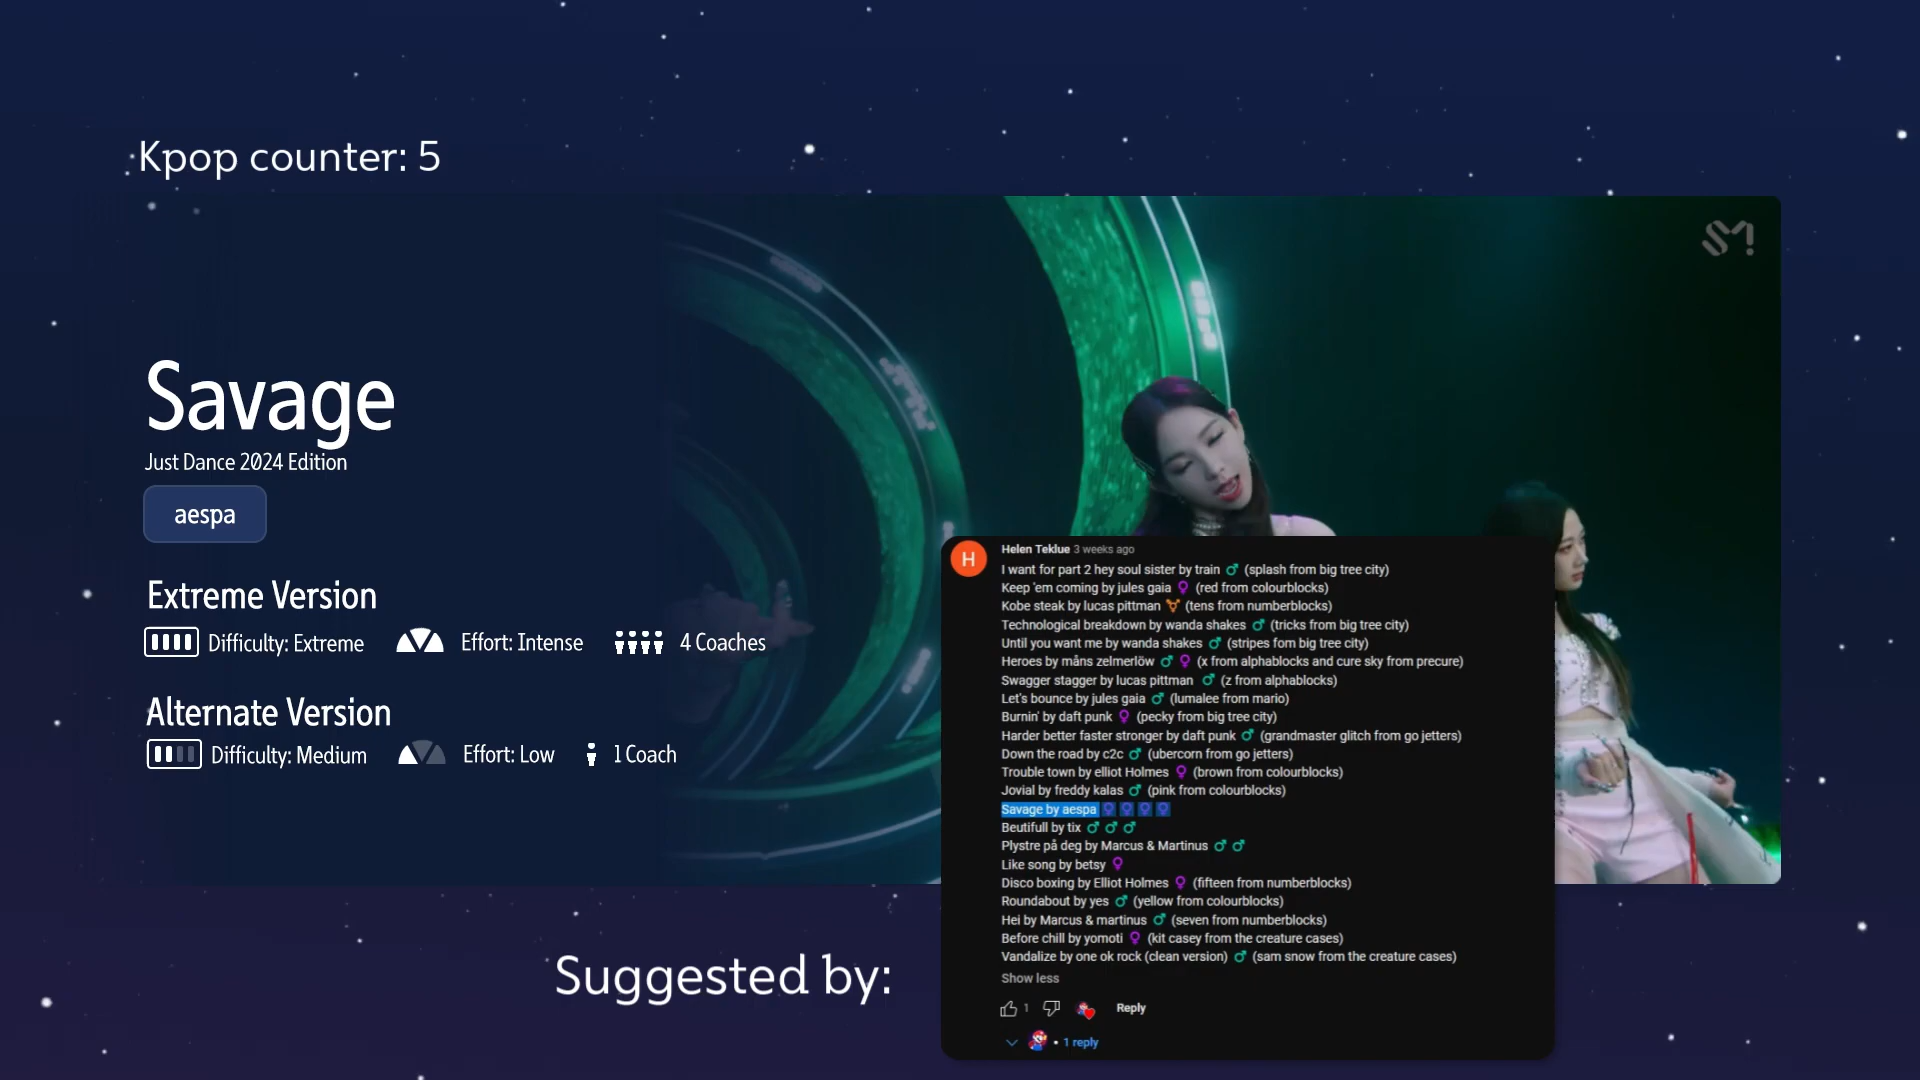 Kpop counter: 5
SM!
Savage
Just Dance 2024 Edition
aespa
Extreme Version
Difficulty: Extreme Effort: Intense 4 Coaches
Alternate Version
Difficulty: Medium Effort: Low 1 Coach
Suggested by:
H
Helen Teklue 3 weeks ago
I want for part 2 hey soul sister by train ♂ (splash from big tree city)
Keep 'em coming by jules gaia ♀ (red from colourblocks)
Kobe steak by lucas pittman ⚧ (tens from numberblocks)
Technological breakdown by wanda shakes ♂ (tricks from big tree city)
Until you want me by wanda shakes ♂ (stripes fom big tree city)
Heroes by måns zelmerlöw ♂ ♀ (x from alphablocks and cure sky from precure)
Swagger stagger by lucas pittman ♂ (z from alphablocks)
Let's bounce by jules gaia ♂ (lumalee from mario)
Burnin' by daft punk ♀ (pecky from big tree city)
Harder better faster stronger by daft punk ♂ (grandmaster glitch from go jetters)
Down the road by c2c ♂ (ubercorn from go jetters)
Trouble town by elliot Holmes ♀ (brown from colourblocks)
Jovial by freddy kalas ♂ (pink from colourblocks)
Savage by aespa ♀ ♀ ♀ ♀
Beutifull by tix ♂ ♂ ♂
Plystre på deg by Marcus & Martinus ♂ ♂
Like song by betsy ♀
Disco boxing by Elliot Holmes ♀ (fifteen from numberblocks)
Roundabout by yes ♂ (yellow from colourblocks)
Hei by Marcus & martinus ♂ (seven from numberblocks)
Before chill by yomoti ♀ (kit casey from the creature cases)
Vandalize by one ok rock (clean version) ♂ (sam snow from the creature cases)
Show less
1 Reply
• 1 reply